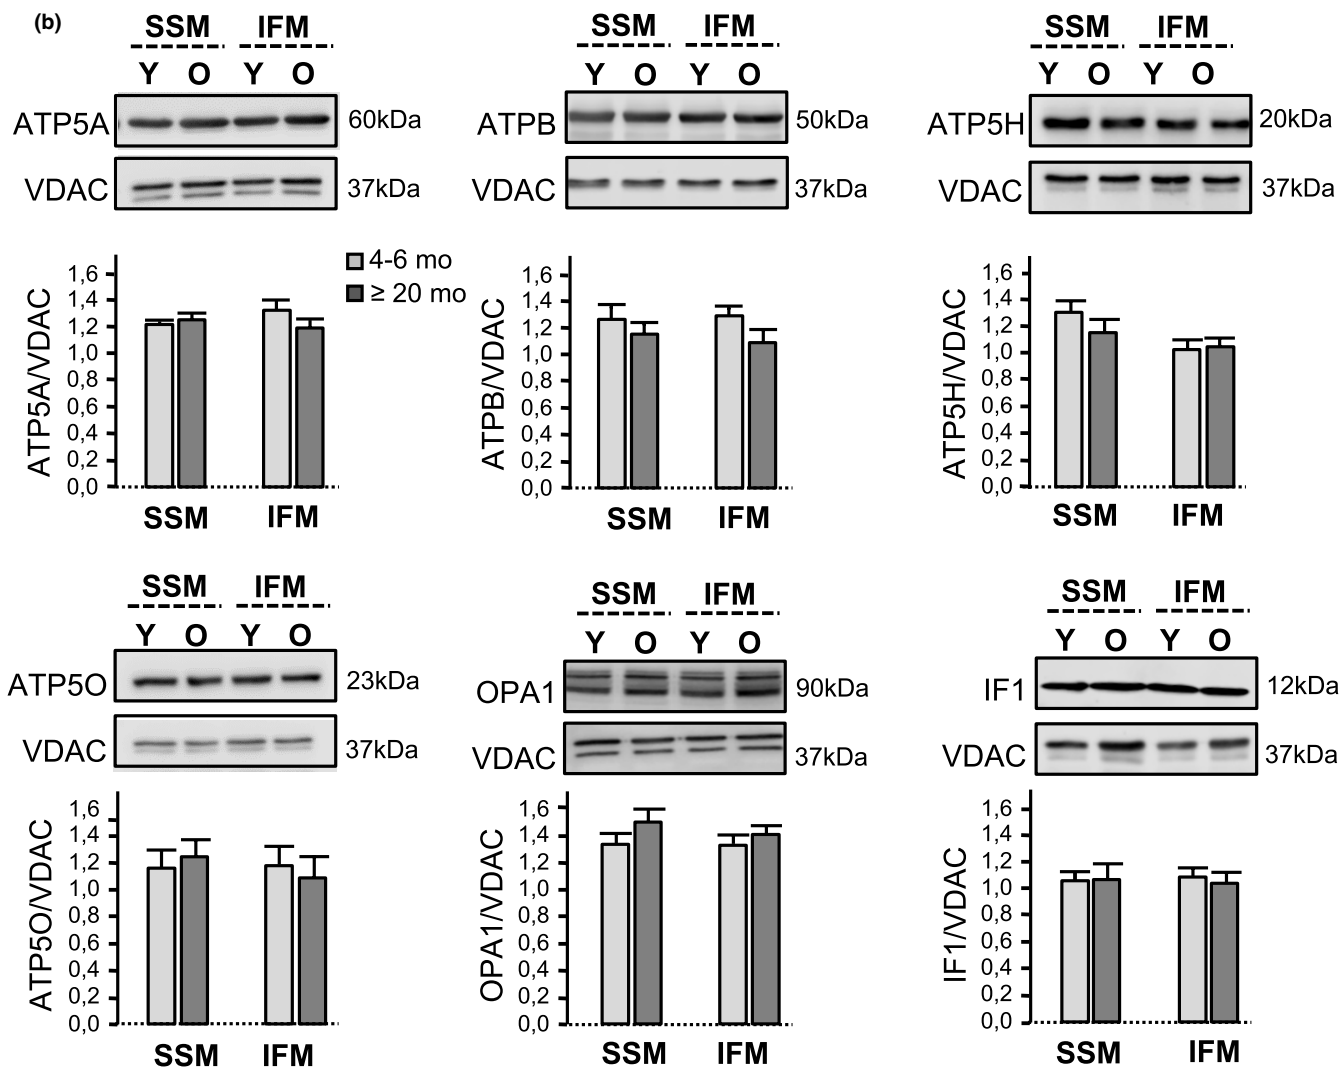 (b)
SSM IFM
Y O Y O
ATP5A 60kDa
VDAC 37kDa
4-6 mo
≥ 20 mo
ATP5A/VDAC
1,6
1,4
1,2
1,0
0,8
0,6
0,4
0,2
0,0
SSM IFM
SSM IFM
Y O Y O
ATPB 50kDa
VDAC 37kDa
ATPB/VDAC
1,6
1,4
1,2
1,0
0,8
0,6
0,4
0,2
0,0
SSM IFM
SSM IFM
Y O Y O
ATP5H 20kDa
VDAC 37kDa
ATP5H/VDAC
1,6
1,4
1,2
1,0
0,8
0,6
0,4
0,2
0,0
SSM IFM
SSM IFM
Y O Y O
ATP5O 23kDa
VDAC 37kDa
ATP5O/VDAC
1,6
1,4
1,2
1,0
0,8
0,6
0,4
0,2
0,0
SSM IFM
SSM IFM
Y O Y O
OPA1 90kDa
VDAC 37kDa
OPA1/VDAC
1,6
1,4
1,2
1,0
0,8
0,6
0,4
0,2
0,0
SSM IFM
SSM IFM
Y O Y O
IF1 12kDa
VDAC 37kDa
IF1/VDAC
1,6
1,4
1,2
1,0
0,8
0,6
0,4
0,2
0,0
SSM IFM